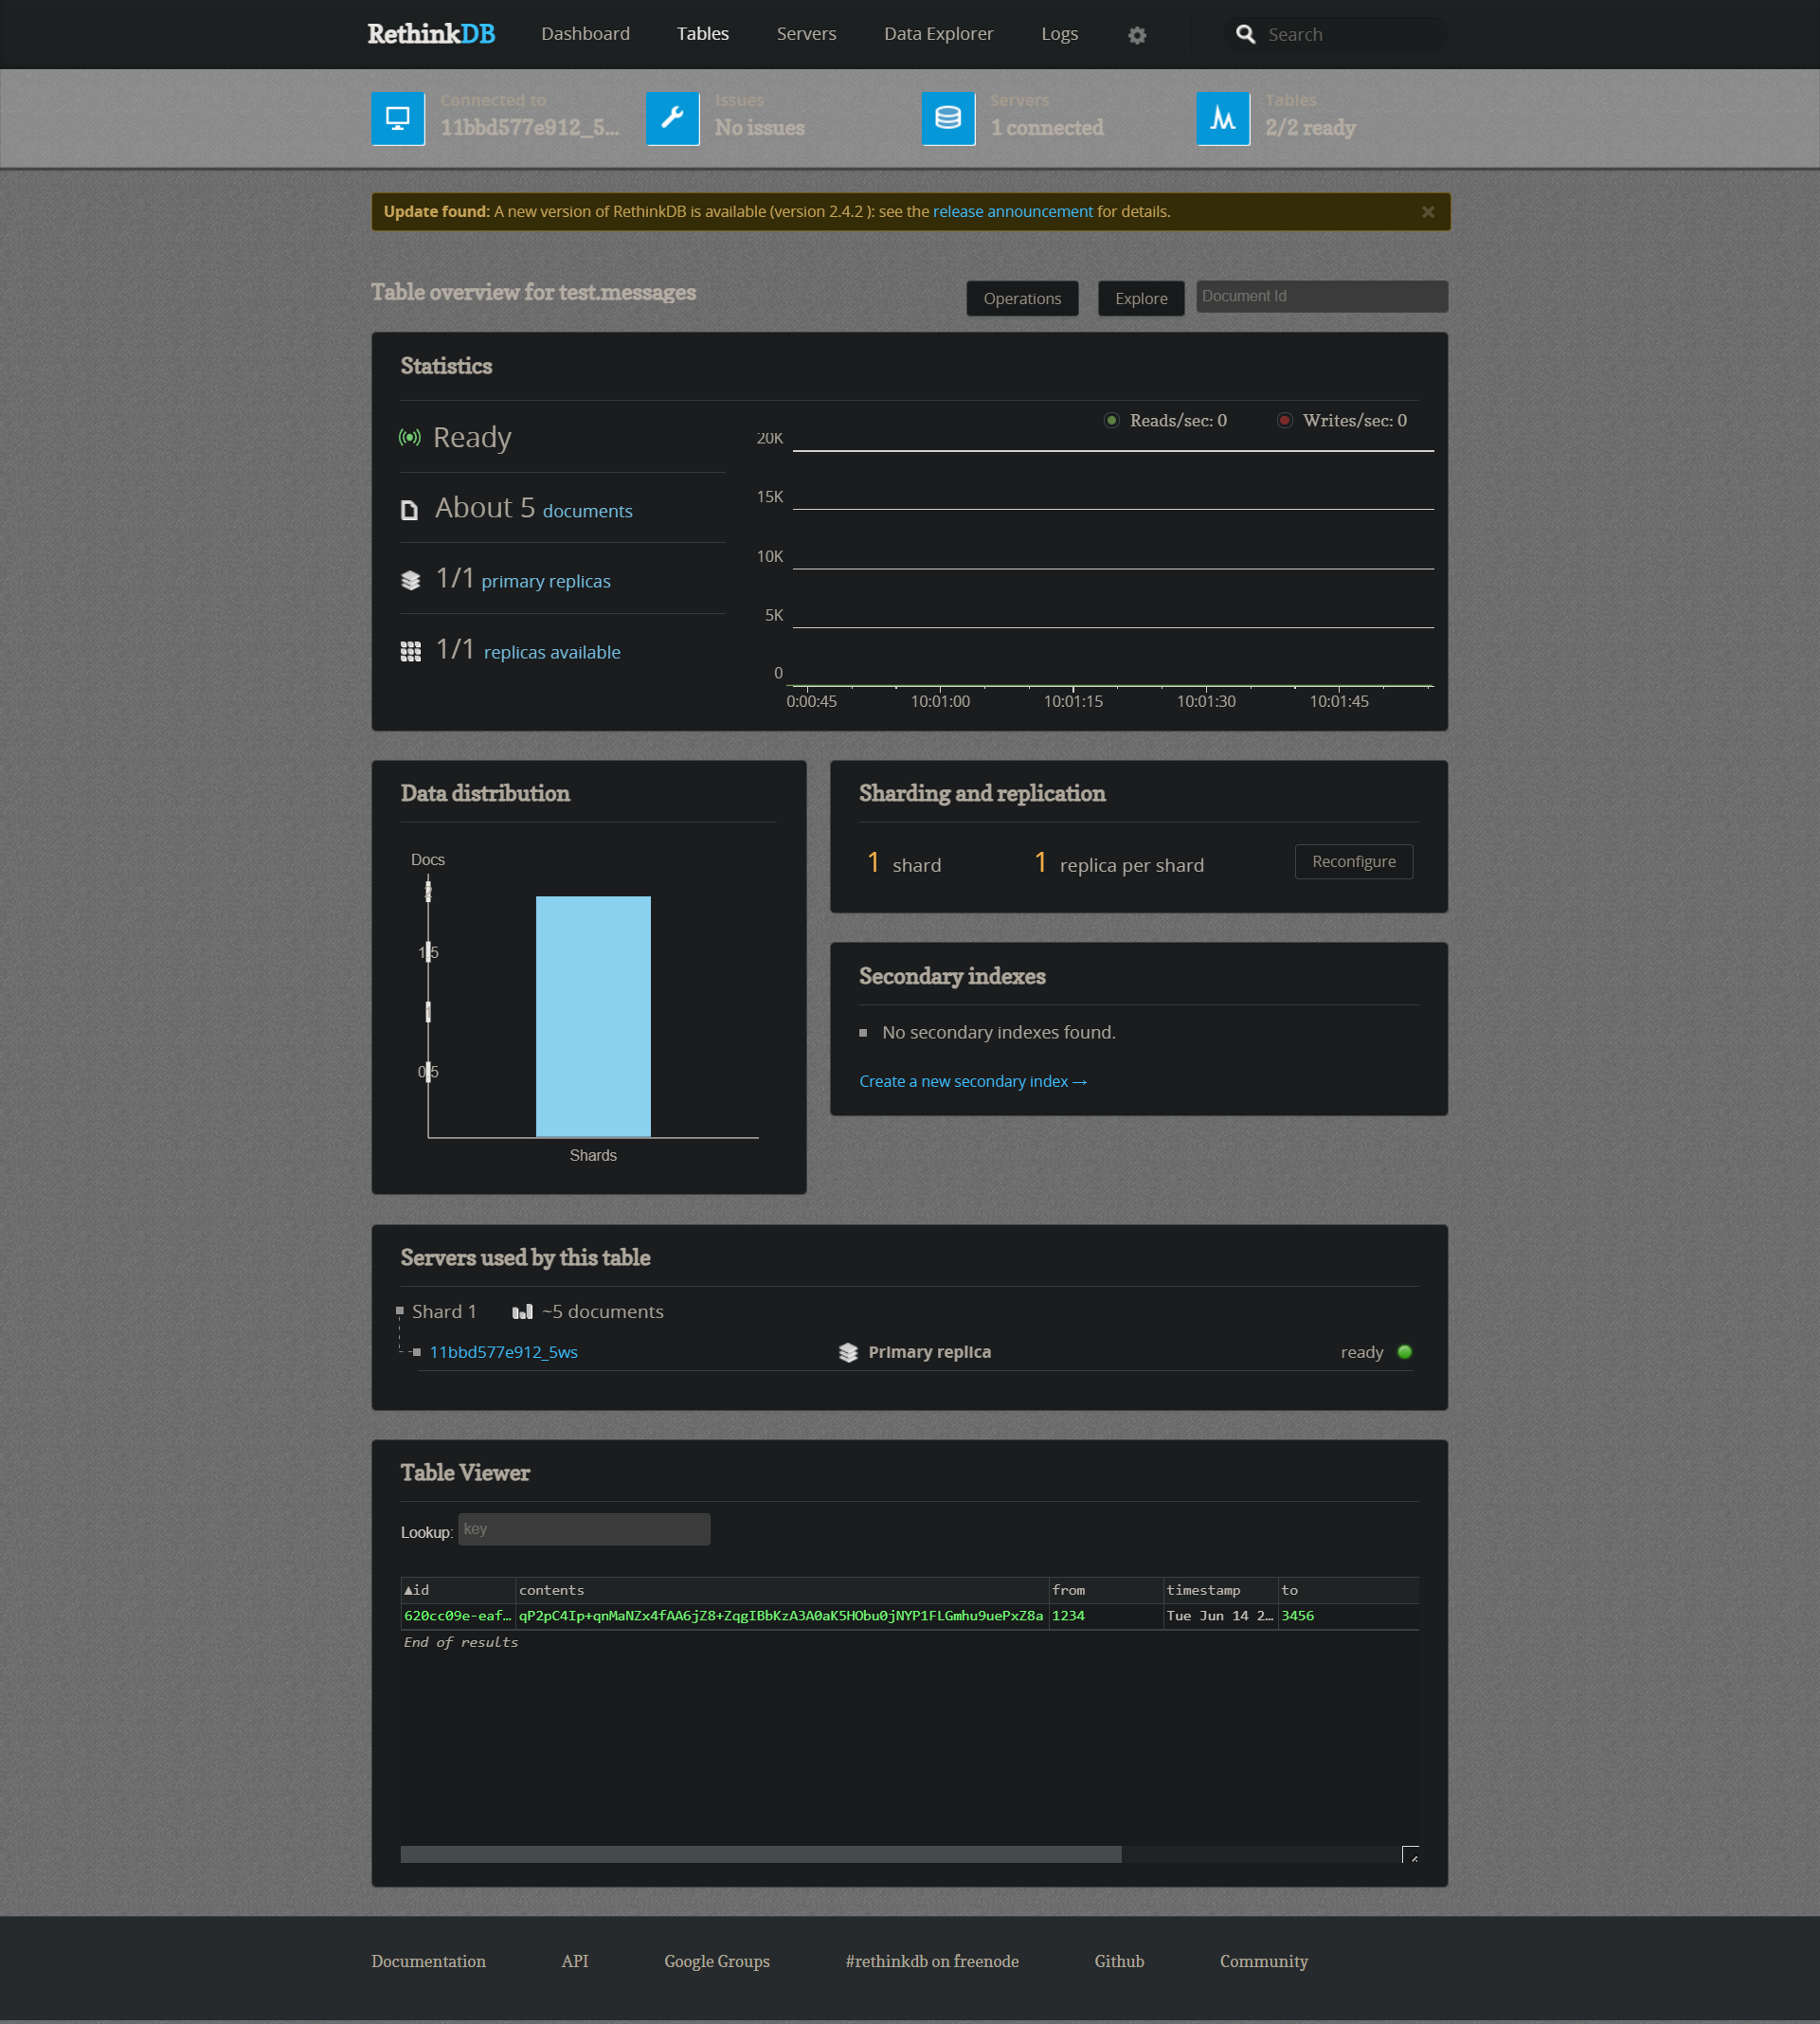 RethinkDB Dashboard Tables Servers Data Explorer Logs Search
Connected to
11bbd577e912_5...
Issues
No issues
Servers
1 connected
Tables
2/2 ready
Update found: A new version of RethinkDB is available (version 2.4.2 ): see the release announcement for details. ×
Table overview for test.messages
Operations Explore Document Id
Statistics
Ready
About 5 documents
1/1 primary replicas
1/1 replicas available
Reads/sec: 0 Writes/sec: 0
20K
15K
10K
5K
0
0:00:45 10:01:00 10:01:15 10:01:30 10:01:45
Data distribution
Docs
2
1.5
1
0.5
Shards
Sharding and replication
1 shard 1 replica per shard Reconfigure
Secondary indexes
No secondary indexes found.
Create a new secondary index →
Servers used by this table
Shard 1 ~5 documents
11bbd577e912_5ws Primary replica ready
Table Viewer
Lookup: key
▲id contents from timestamp to
620cc09e-eaf… qP2pC4Ip+qnMaNZx4fAA6jZ8+ZqgIBbKzA3A0aK5HObu0jNYP1FLGmhu9uePxZ8a 1234 Tue Jun 14 2… 3456
End of results
Documentation API Google Groups #rethinkdb on freenode Github Community